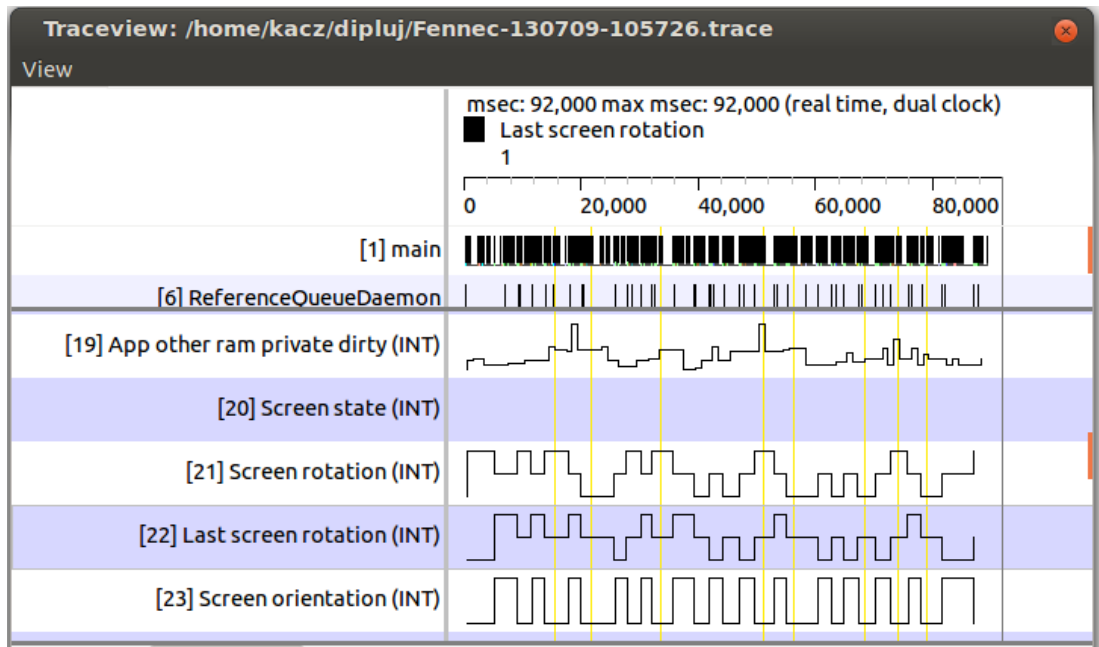 Traceview: /home/kacz/dipluj/Fennec-130709-105726.trace
View
msec: 92,000 max msec: 92,000 (real time, dual clock)
Last screen rotation
1
0 20,000 40,000 60,000 80,000
[1] main
[6] ReferenceQueueDaemon
[19] App other ram private dirty (INT)
[20] Screen state (INT)
[21] Screen rotation (INT)
[22] Last screen rotation (INT)
[23] Screen orientation (INT)